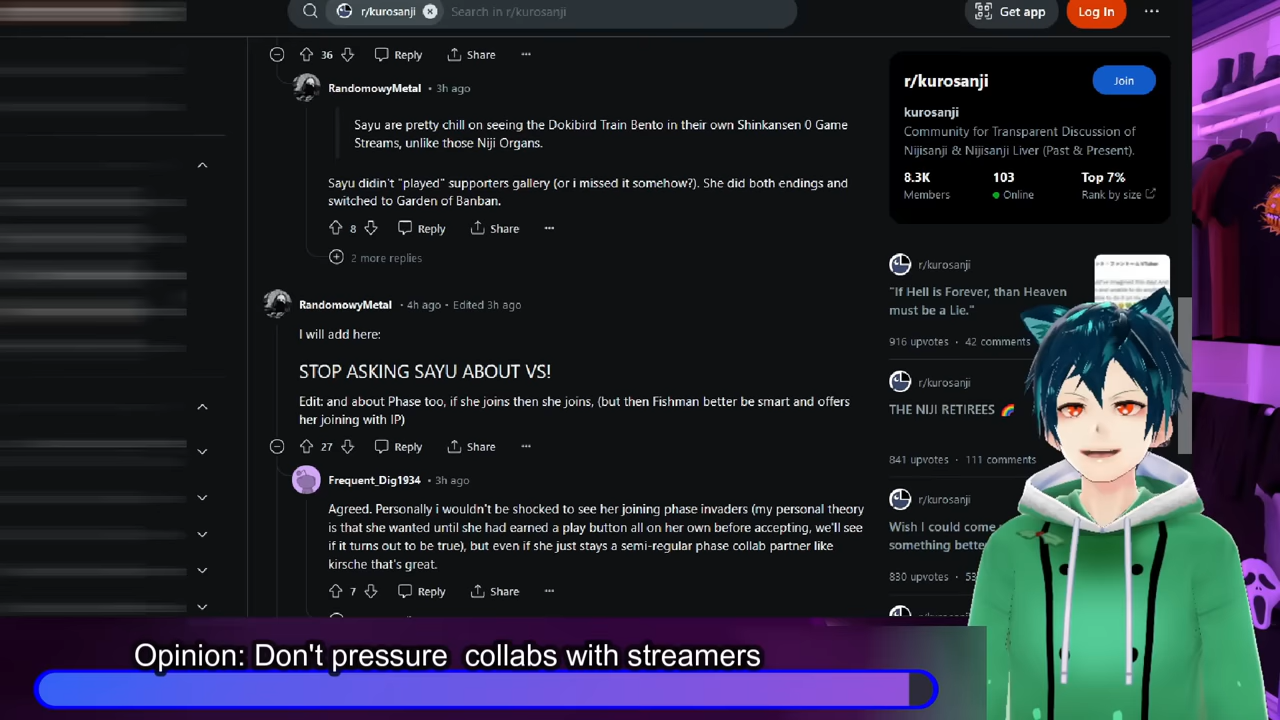 r/kurosanji
Search in r/kurosanji
Get app
Log In
36
Reply
Share
RandomowyMetal • 3h ago
Sayu are pretty chill on seeing the Dokibird Train Bento in their own Shinkansen 0 Game
Streams, unlike those Niji Organs.
Sayu didin't "played" supporters gallery (or i missed it somehow?). She did both endings and
switched to Garden of Banban.
8
Reply
Share
2 more replies
RandomowyMetal • 4h ago • Edited 3h ago
I will add here:
STOP ASKING SAYU ABOUT VS!
Edit: and about Phase too, if she joins then she joins, (but then Fishman better be smart and offers
her joining with IP)
27
Reply
Share
Frequent_Dig1934 • 3h ago
Agreed. Personally i wouldn't be shocked to see her joining phase invaders (my personal theory
is that she wanted until she had earned a play button all on her own before accepting, we'll see
if it turns out to be true), but even if she just stays a semi-regular phase collab partner like
kirsche that's great.
7
Reply
Share
r/kurosanji
Join
kurosanji
Community for Transparent Discussion of
Nijisanji & Nijisanji Liver (Past & Present).
8.3K
Members
103
Online
Top 7%
Rank by size
r/kurosanji
"If Hell is Forever, than Heaven
must be a Lie."
916 upvotes • 42 comments
r/kurosanji
THE NIJI RETIREES 🌈
841 upvotes • 111 comments
r/kurosanji
Wish I could come
something bette
830 upvotes • 53
Opinion: Don't pressure collabs with streamers